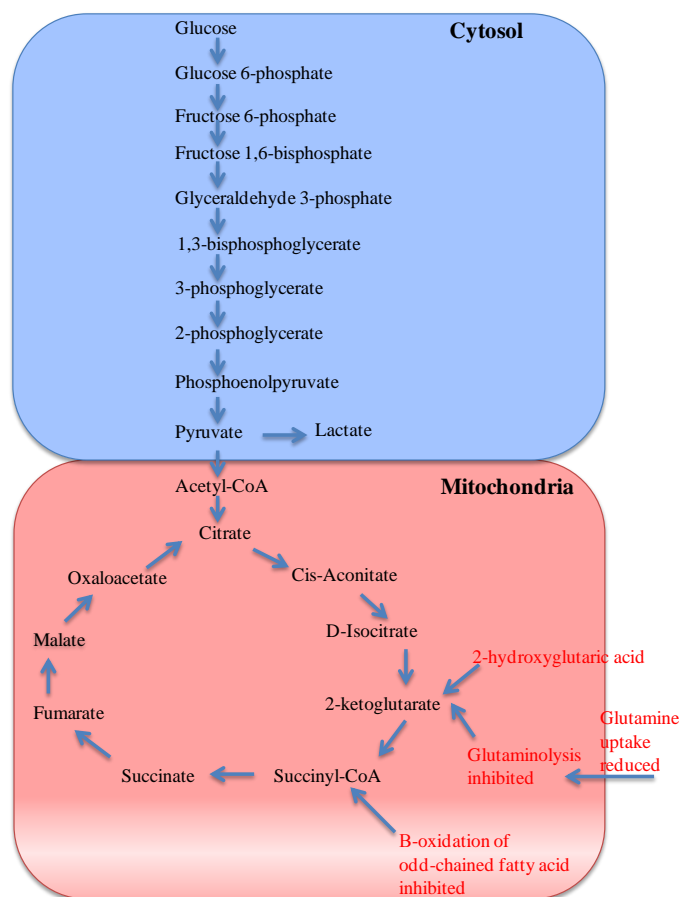 Glucose
Cytosol
Glucose 6-phosphate
Fructose 6-phosphate
Fructose 1,6-bisphosphate
Glyceraldehyde 3-phosphate
1,3-bisphosphoglycerate
3-phosphoglycerate
2-phosphoglycerate
Phosphoenolpyruvate
Pyruvate
Lactate
Acetyl-CoA
Mitochondria
Citrate
Oxaloacetate
Cis-Aconitate
Malate
D-Isocitrate
2-hydroxyglutaric acid
Fumarate
2-ketoglutarate
Glutamine
uptake
reduced
Glutaminolysis
inhibited
Succinate
Succinyl-CoA
B-oxidation of
odd-chained fatty acid
inhibited